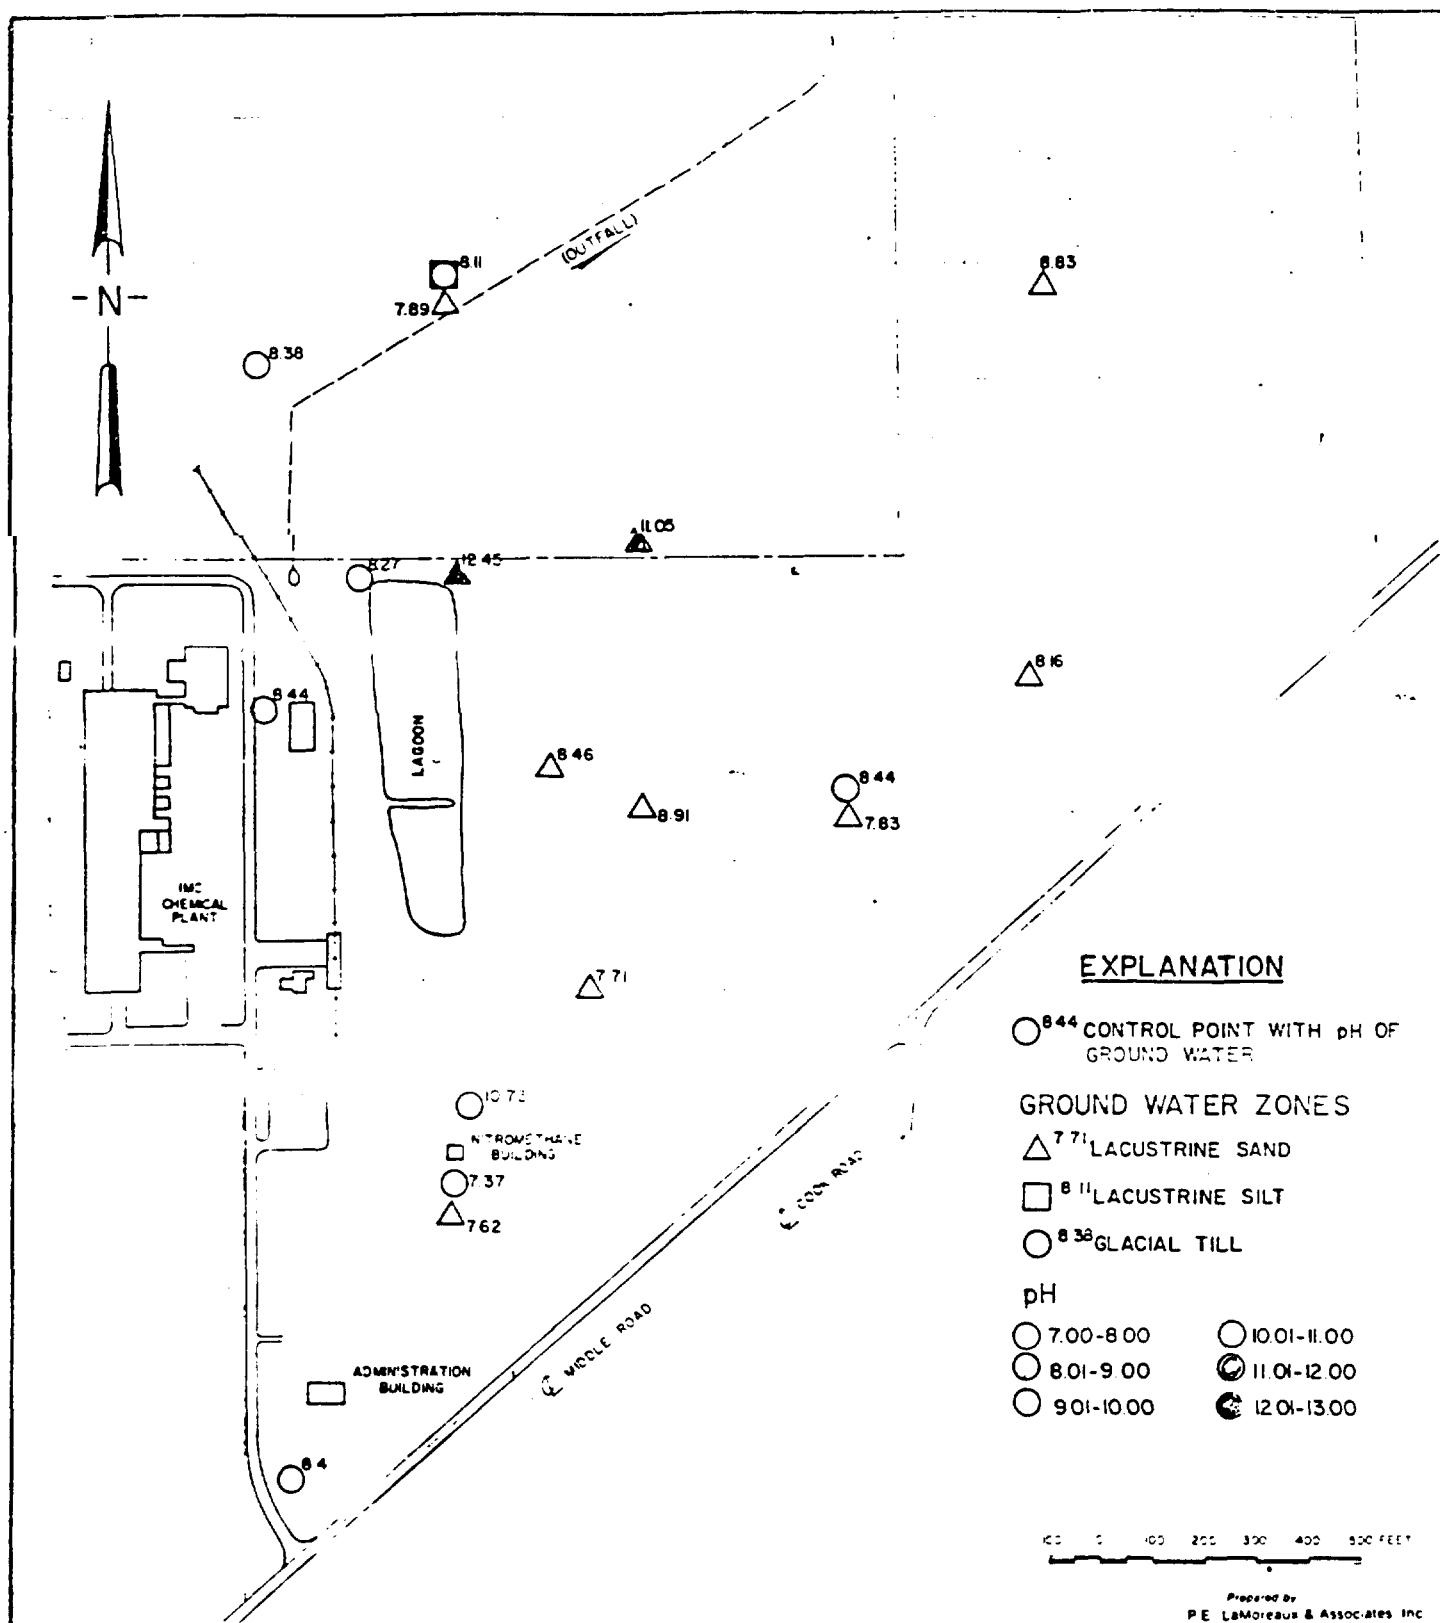 (OUTFALL)
8.11
7.89
8.83
8.38
N
11.05
8.27
12.45
8.16
8.44
LAGOON
8.46
8.44
8.91
7.83
IMC
CHEMICAL
PLANT
7.71
EXPLANATION
8.44 CONTROL POINT WITH pH OF
GROUND WATER
GROUND WATER ZONES
7.71 LACUSTRINE SAND
8.11 LACUSTRINE SILT
8.38 GLACIAL TILL
10.73
NITROMETHANE
BUILDING
7.37
7.62
COOK ROAD
MIDDLE ROAD
pH
7.00-8.00
10.01-11.00
8.01-9.00
11.01-12.00
9.01-10.00
12.01-13.00
ADMINISTRATION
BUILDING
8.4
100 0 100 200 300 400 500 FEET
Prepared by
P.E. LaMoreaux & Associates Inc